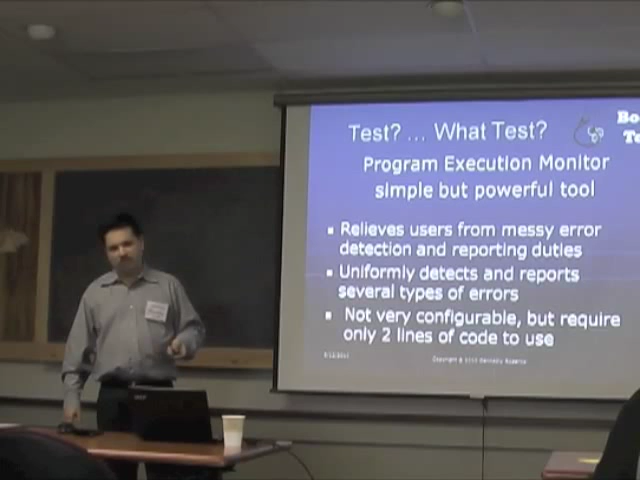 Test? ... What Test?
Bo
To
Program Execution Monitor
simple but powerful tool
Relieves users from messy error
detection and reporting duties
Uniformly detects and reports
several types of errors
Not very configurable, but require
only 2 lines of code to use